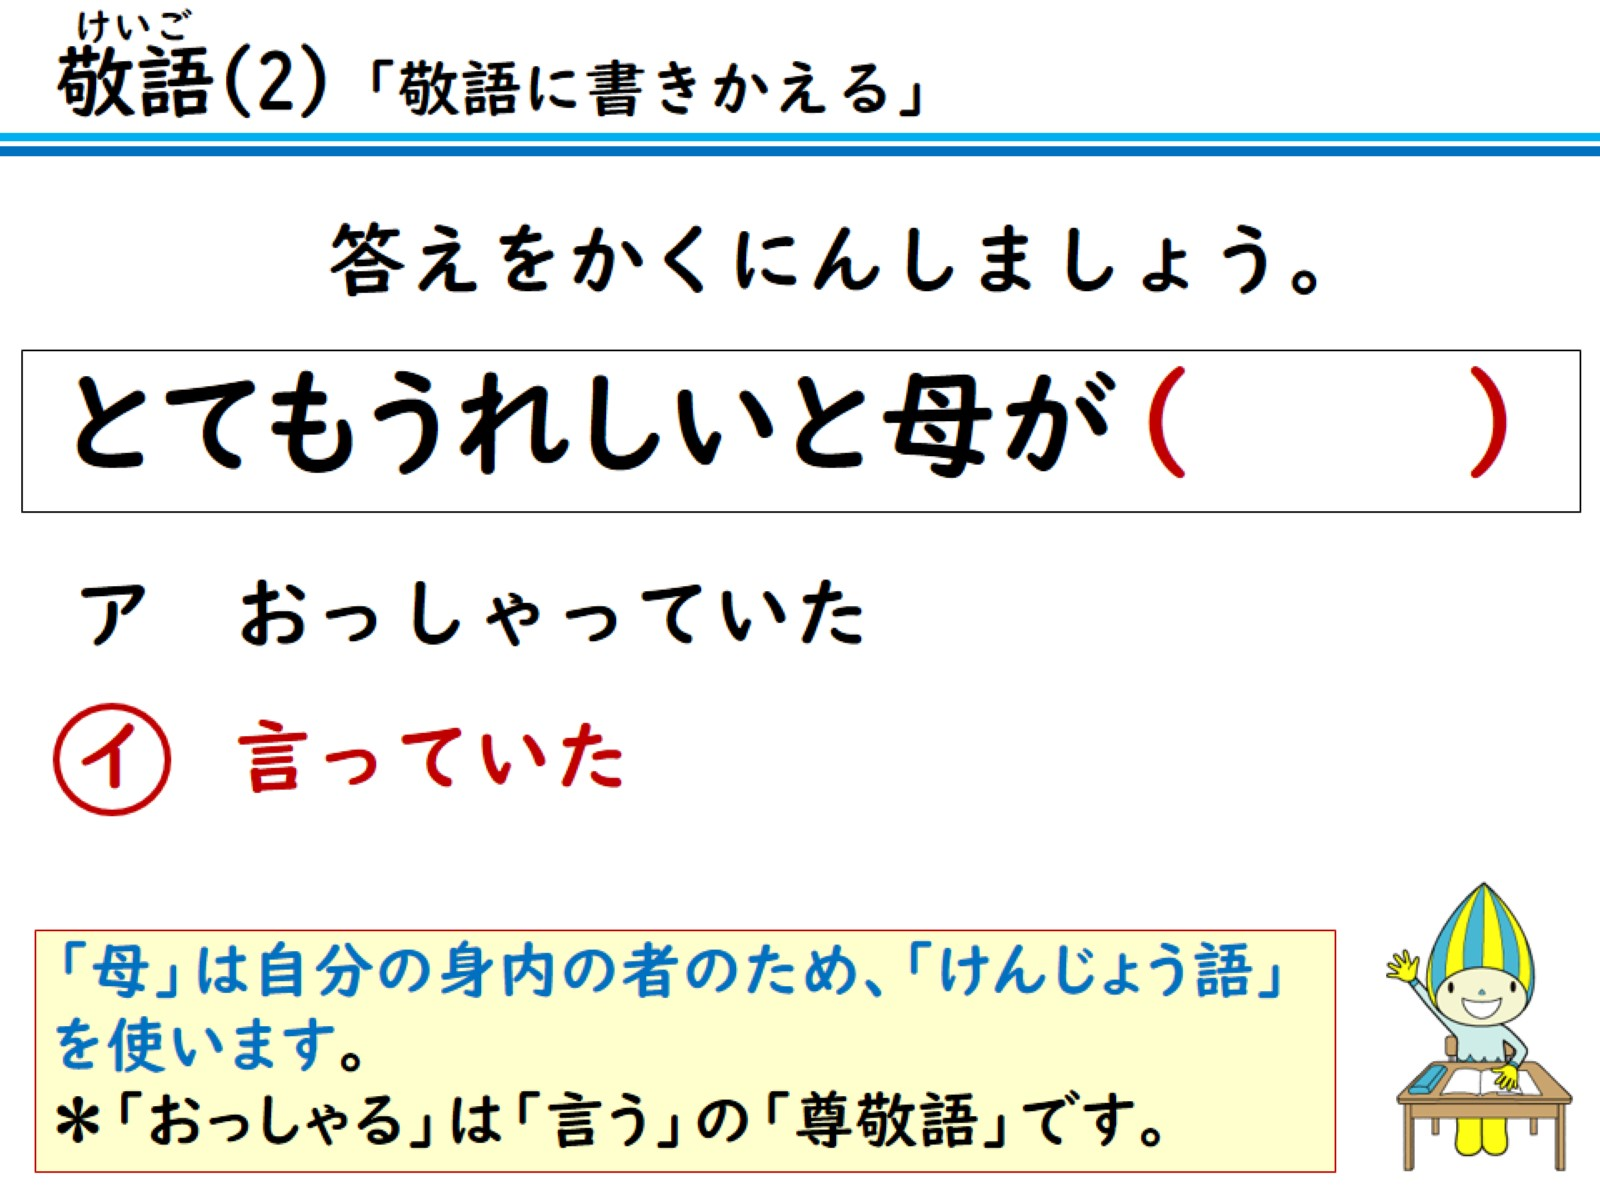 けいご
敬語(2)「敬語に書きかえる」
答えをかくにんしましょう。
とてもうれしいと母が(　　　)
ア　おっしゃっていた
イ　言っていた
「母」は自分の身内の者のため、「けんじょう語」
を使います。
＊「おっしゃる」は「言う」の「尊敬語」です。